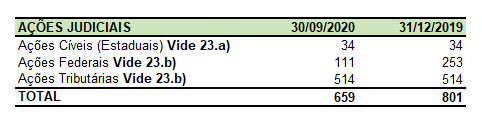 AÇÕES JUDICIAIS 30/09/2020 31/12/2019
Ações Cíveis (Estaduais) Vide 23.a) 34 34
Ações Federais Vide 23.b) 111 253
Ações Tributárias Vide 23.b) 514 514
TOTAL 659 801